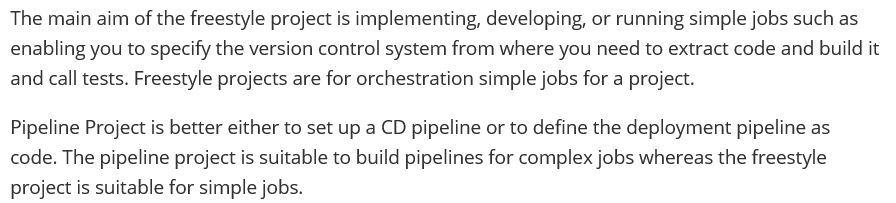 The main aim of the freestyle project is implementing, developing, or running simple jobs such as
enabling you to specify the version control system from where you need to extract code and build it
and call tests. Freestyle projects are for orchestration simple jobs for a project.
Pipeline Project is better either to set up a CD pipeline or to define the deployment pipeline as
code. The pipeline project is suitable to build pipelines for complex jobs whereas the freestyle
project is suitable for simple jobs.